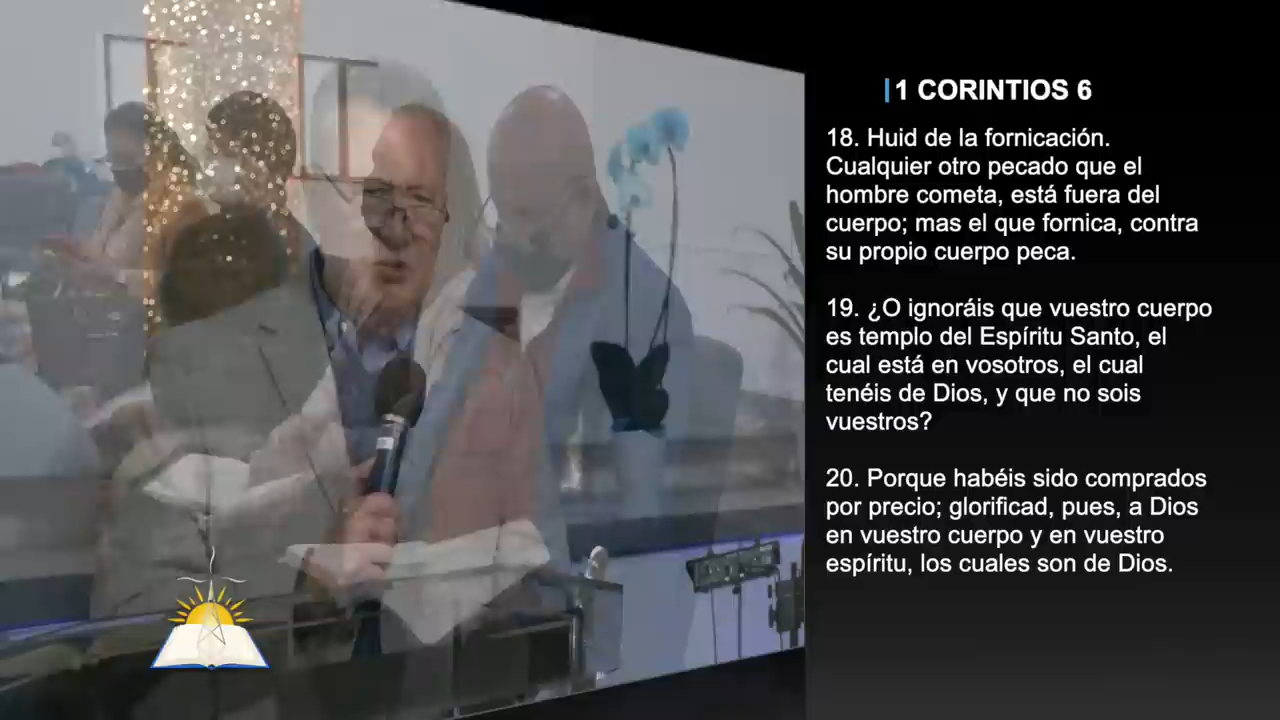 1 CORINTIOS 6
18. Huid de la fornicación.
Cualquier otro pecado que el
hombre cometa, está fuera del
cuerpo; mas el que fornica, contra
su propio cuerpo peca.
19. ¿O ignoráis que vuestro cuerpo
es templo del Espíritu Santo, el
cual está en vosotros, el cual
tenéis de Dios, y que no sois
vuestros?
20. Porque habéis sido comprados
por precio; glorificad, pues, a Dios
en vuestro cuerpo y en vuestro
espíritu, los cuales son de Dios.